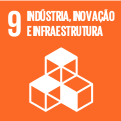 9 INDÚSTRIA, INOVAÇÃO
E INFRAESTRUTURA